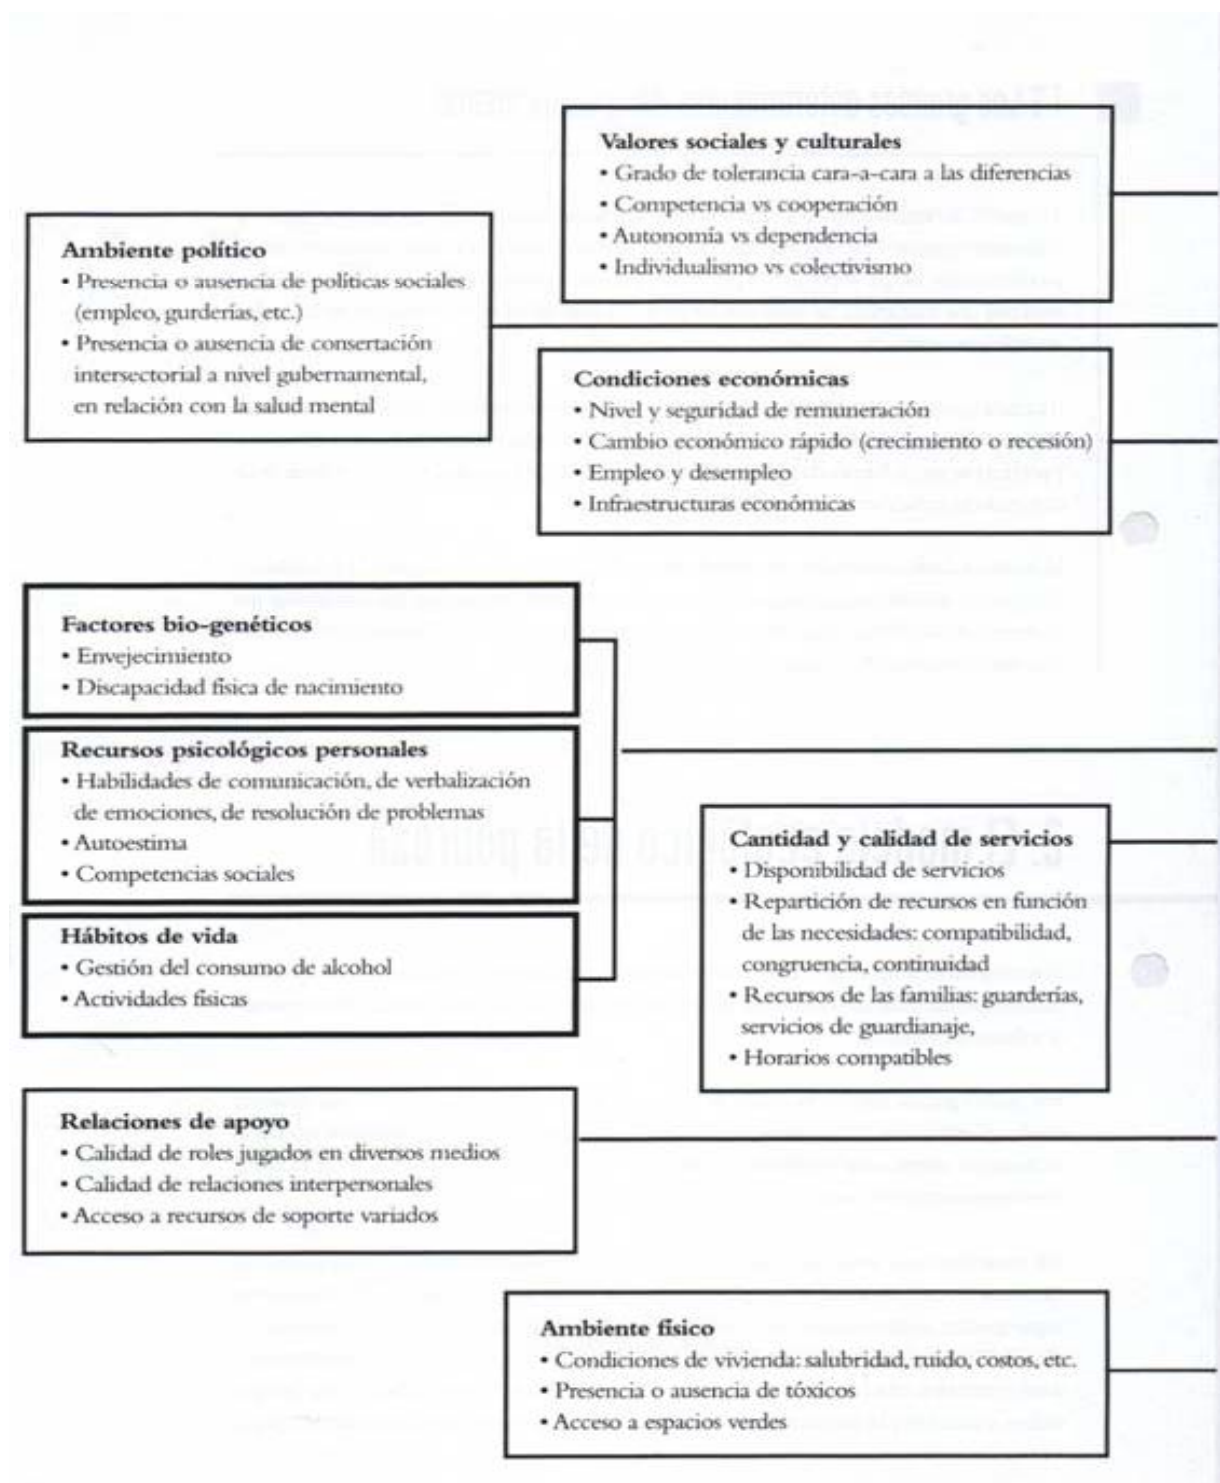 Valores sociales y culturales
• Grado de tolerancia cara-a-cara a las diferencias
• Competencia vs cooperación
• Autonomía vs dependencia
• Individualismo vs colectivismo
Ambiente político
• Presencia o ausencia de políticas sociales
(empleo, gurderías, etc.)
• Presencia o ausencia de consertación
intersectorial a nivel gubernamental,
en relación con la salud mental
Condiciones económicas
• Nivel y seguridad de remuneración
• Cambio económico rápido (crecimiento o recesión)
• Empleo y desempleo
• Infraestructuras económicas
Factores bio-genéticos
• Envejecimiento
• Discapacidad física de nacimiento
Recursos psicológicos personales
• Habilidades de comunicación, de verbalización
de emociones, de resolución de problemas
• Autoestima
• Competencias sociales
Cantidad y calidad de servicios
• Disponibilidad de servicios
• Repartición de recursos en función
de las necesidades: compatibilidad,
congruencia, continuidad
• Recursos de las familias: guarderías,
servicios de guardianaje,
• Horarios compatibles
Hábitos de vida
• Gestión del consumo de alcohol
• Actividades físicas
Relaciones de apoyo
• Calidad de roles jugados en diversos medios
• Calidad de relaciones interpersonales
• Acceso a recursos de soporte variados
Ambiente físico
• Condiciones de vivienda: salubridad, ruido, costos, etc.
• Presencia o ausencia de tóxicos
• Acceso a espacios verdes